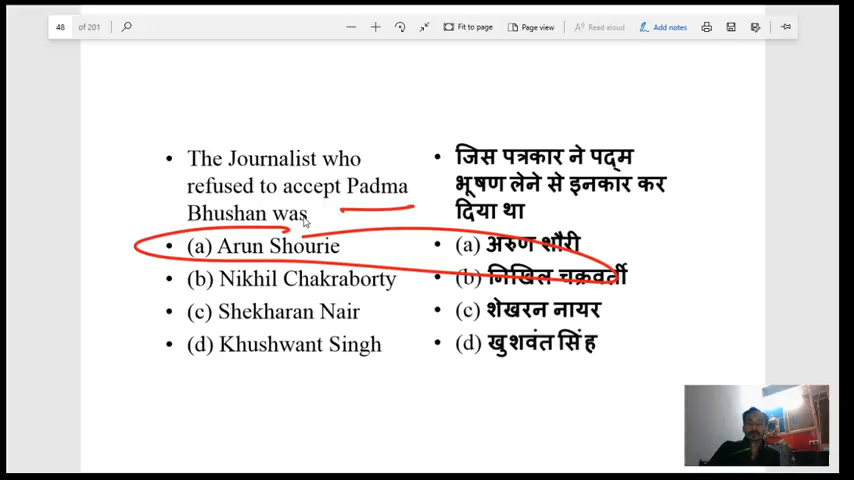 48 of 201 Fit to page Page view Read aloud Add notes
• The Journalist who
refused to accept Padma
Bhushan was
• (a) Arun Shourie
• (b) Nikhil Chakraborty
• (c) Shekharan Nair
• (d) Khushwant Singh
• जिस पत्रकार ने पद्म
भूषण लेने से इनकार कर
दिया था
• (a) अरुण शौरी
• (b) निखिल चक्रवर्ती
• (c) शेखरन नायर
• (d) खुशवंत सिंह